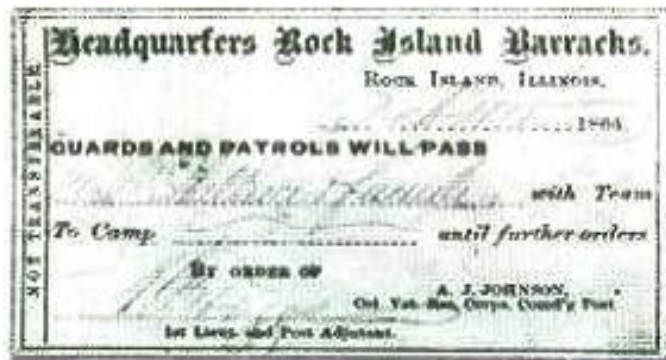 Headquarters Rock Island Barracks.
ROCK ISLAND, ILLINOIS,
1864
GUARDS AND PATROLS WILL PASS
with Team
To Camp until further orders
BY ORDER OF
A. J. JOHNSON,
Col. Vet. Res. Corps. Comd'g Post
1st Lieut. and Post Adjutant.
NOT TRANSFERABLE